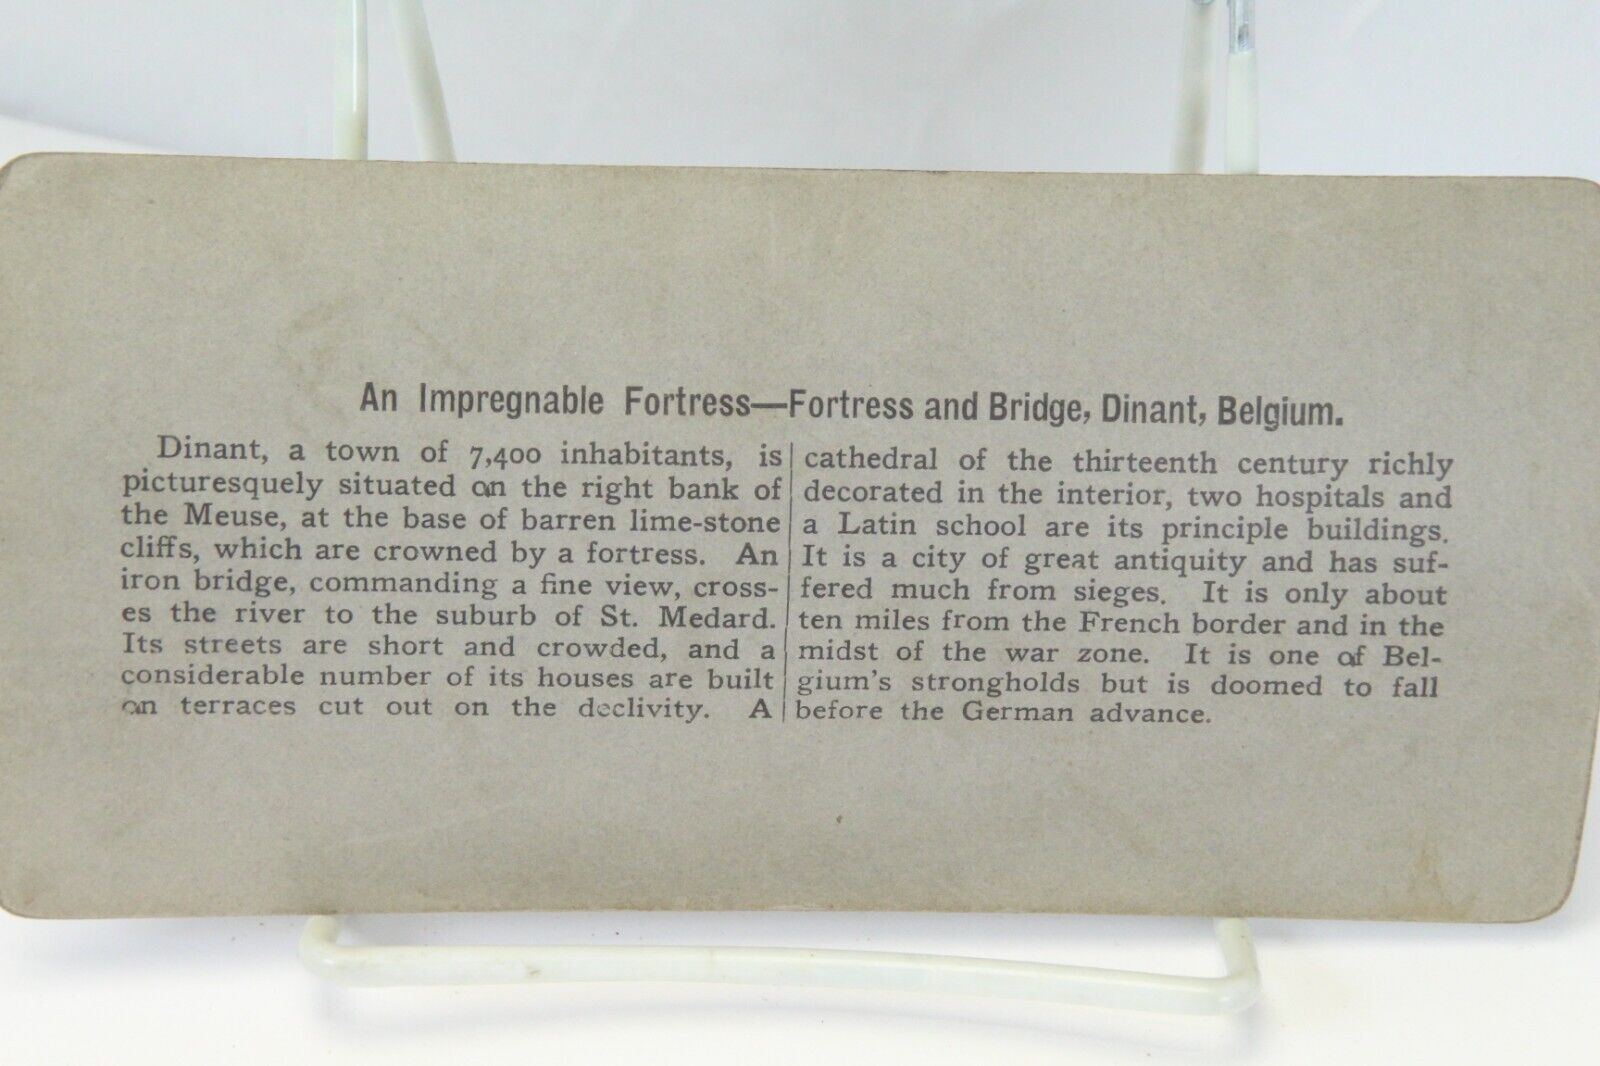 An Impregnable Fortress—Fortress and Bridge, Dinant, Belgium.
Dinant, a town of 7,400 inhabitants, is
picturesquely situated on the right bank of
the Meuse, at the base of barren lime-stone
cliffs, which are crowned by a fortress. An
iron bridge, commanding a fine view, cross-
es the river to the suburb of St. Medard.
Its streets are short and crowded, and a
considerable number of its houses are built
on terraces cut out on the declivity. A
cathedral of the thirteenth century richly
decorated in the interior, two hospitals and
a Latin school are its principle buildings.
It is a city of great antiquity and has suf-
fered much from sieges. It is only about
ten miles from the French border and in the
midst of the war zone. It is one of Bel-
gium's strongholds but is doomed to fall
before the German advance.